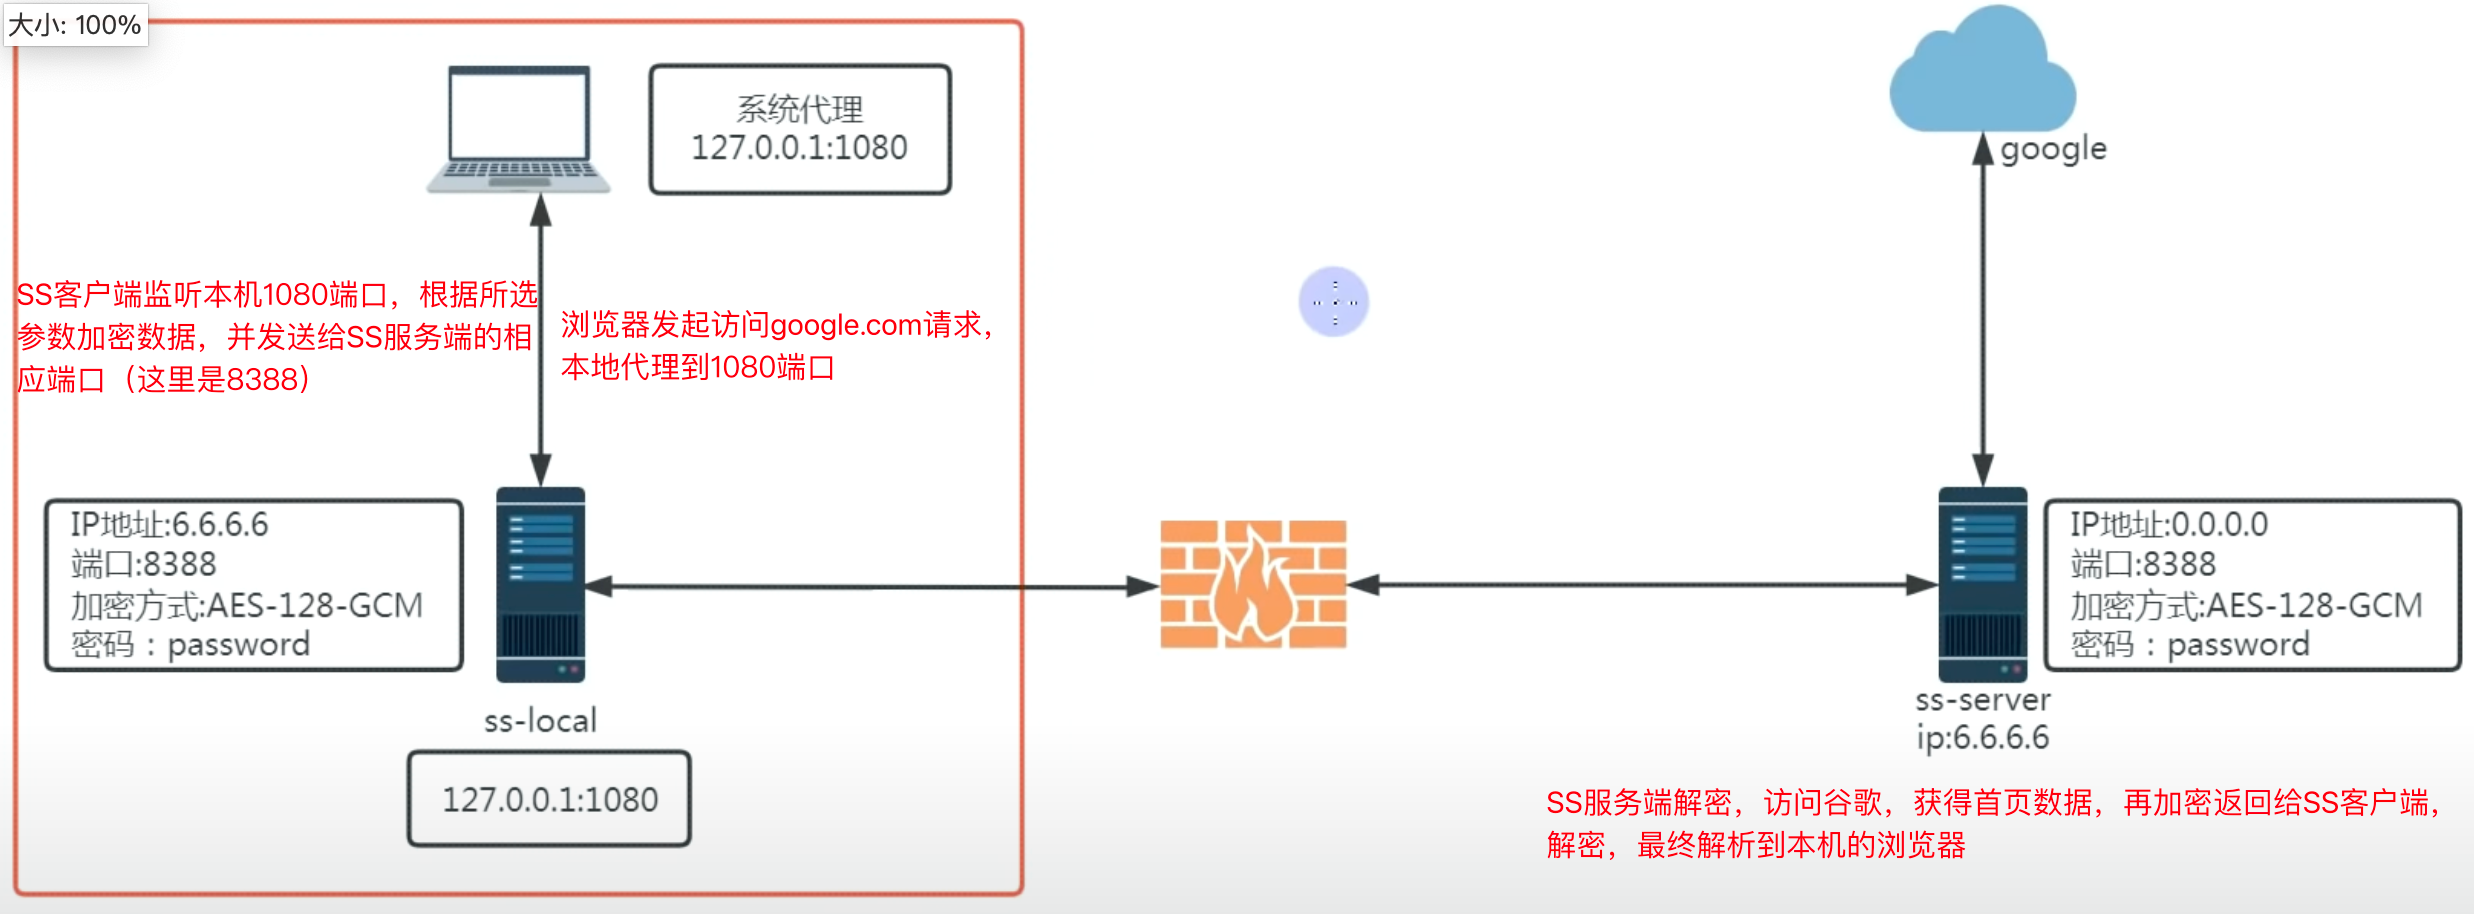 大小: 100%
系统代理
127.0.0.1:1080
google
SS客户端监听本机1080端口，根据所选
参数加密数据，并发送给SS服务端的相
应端口（这里是8388）
浏览器发起访问google.com请求，
本地代理到1080端口
IP地址:6.6.6.6
端口:8388
加密方式:AES-128-GCM
密码：password
ss-local
127.0.0.1:1080
IP地址:0.0.0.0
端口:8388
加密方式:AES-128-GCM
密码：password
ss-server
ip:6.6.6.6
SS服务端解密，访问谷歌，获得首页数据，再加密返回给SS客户端，
解密，最终解析到本机的浏览器